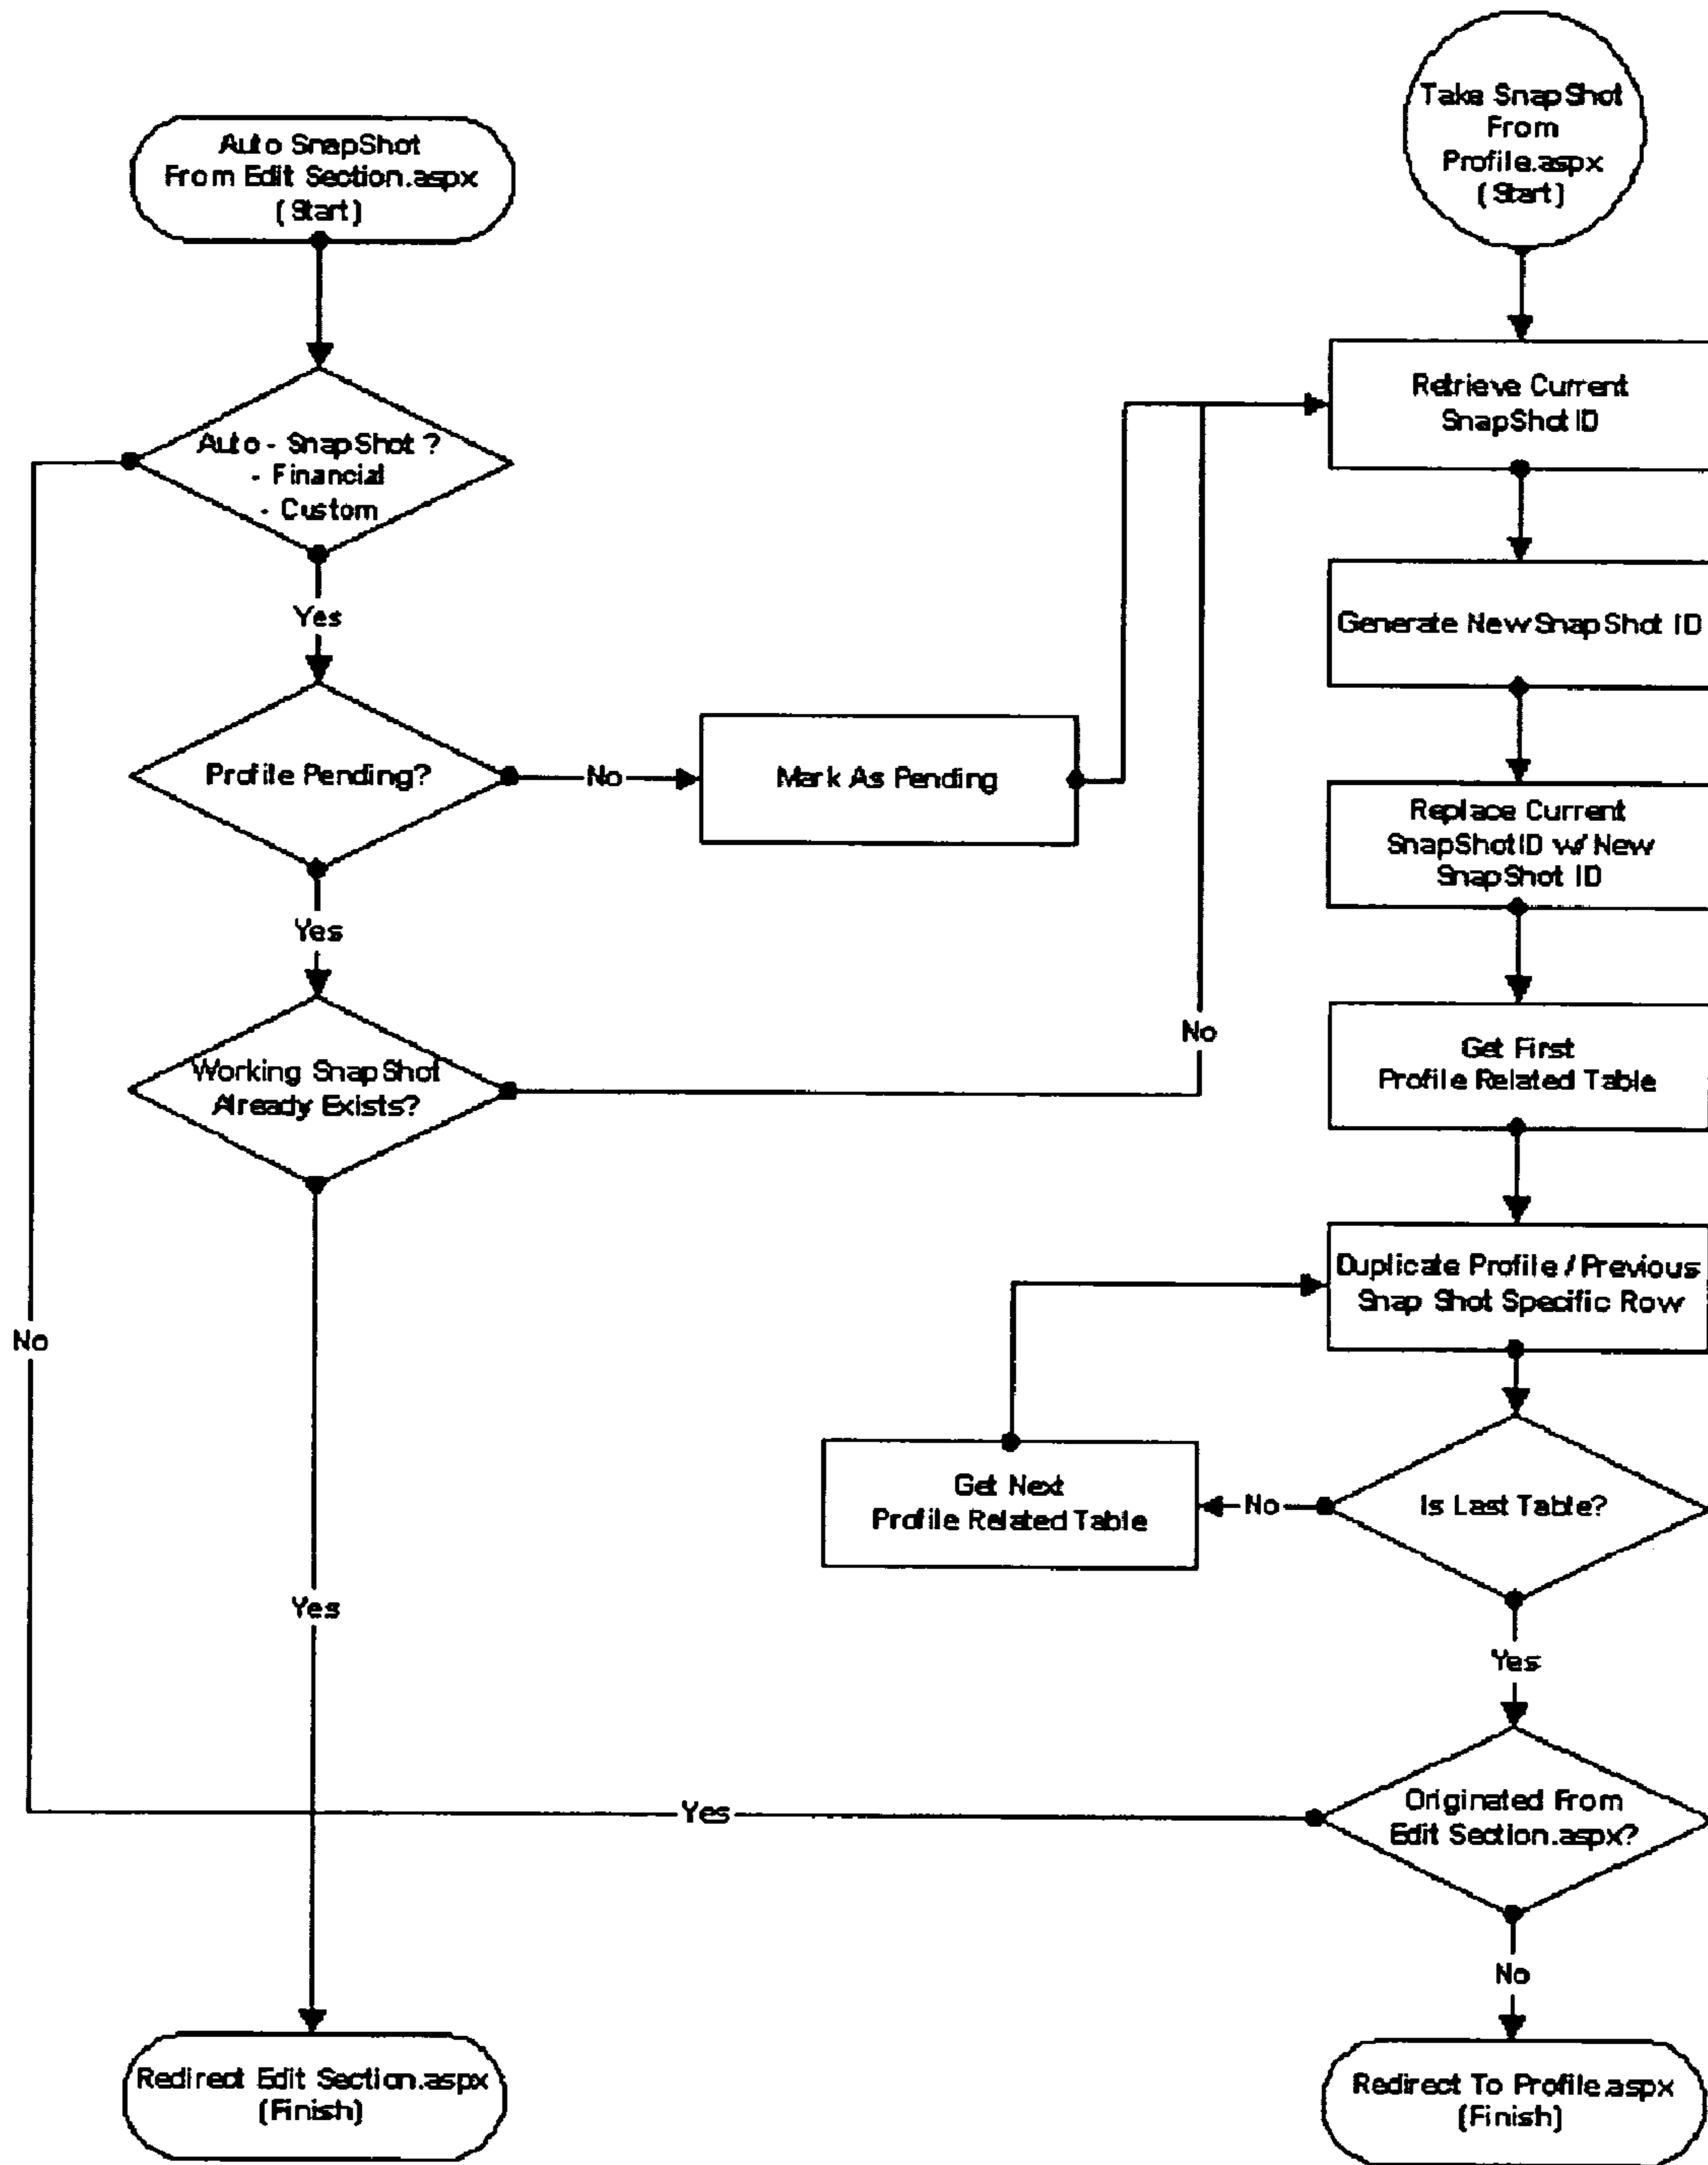 Auto SnapShot
From Edit Section.aspx
(Start)
Auto - SnapShot ?
- Financial
- Custom
Yes
Profile Pending?
No
Mark As Pending
Yes
Working SnapShot
Already Exists?
No
No
Yes
Redirect Edit Section.aspx
(Finish)
Take SnapShot
From
Profile.aspx
(Start)
Retrieve Current
SnapShot ID
Generate New SnapShot ID
Replace Current
SnapShotID w/ New
SnapShot ID
Get First
Profile Related Table
Duplicate Profile / Previous
Snap Shot Specific Row
Is Last Table?
No
Get Next
Profile Related Table
Yes
Originated From
Edit Section.aspx?
Yes
No
Redirect To Profile.aspx
(Finish)